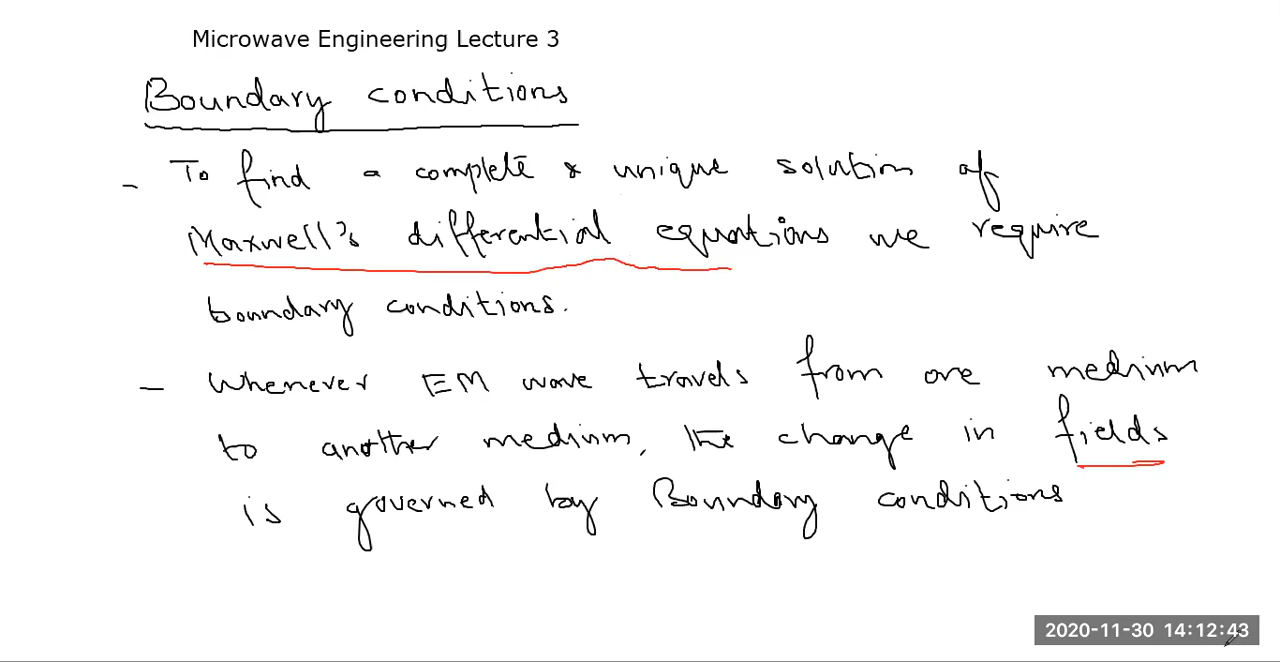 Microwave Engineering Lecture 3
Boundary conditions
- To find a complete & unique solution of
Maxwell's differential equations we require
boundary conditions.
- Whenever EM wave travels from one medium
to another medium, the change in fields
is governed by Boundary conditions
2020-11-30 14:12:43